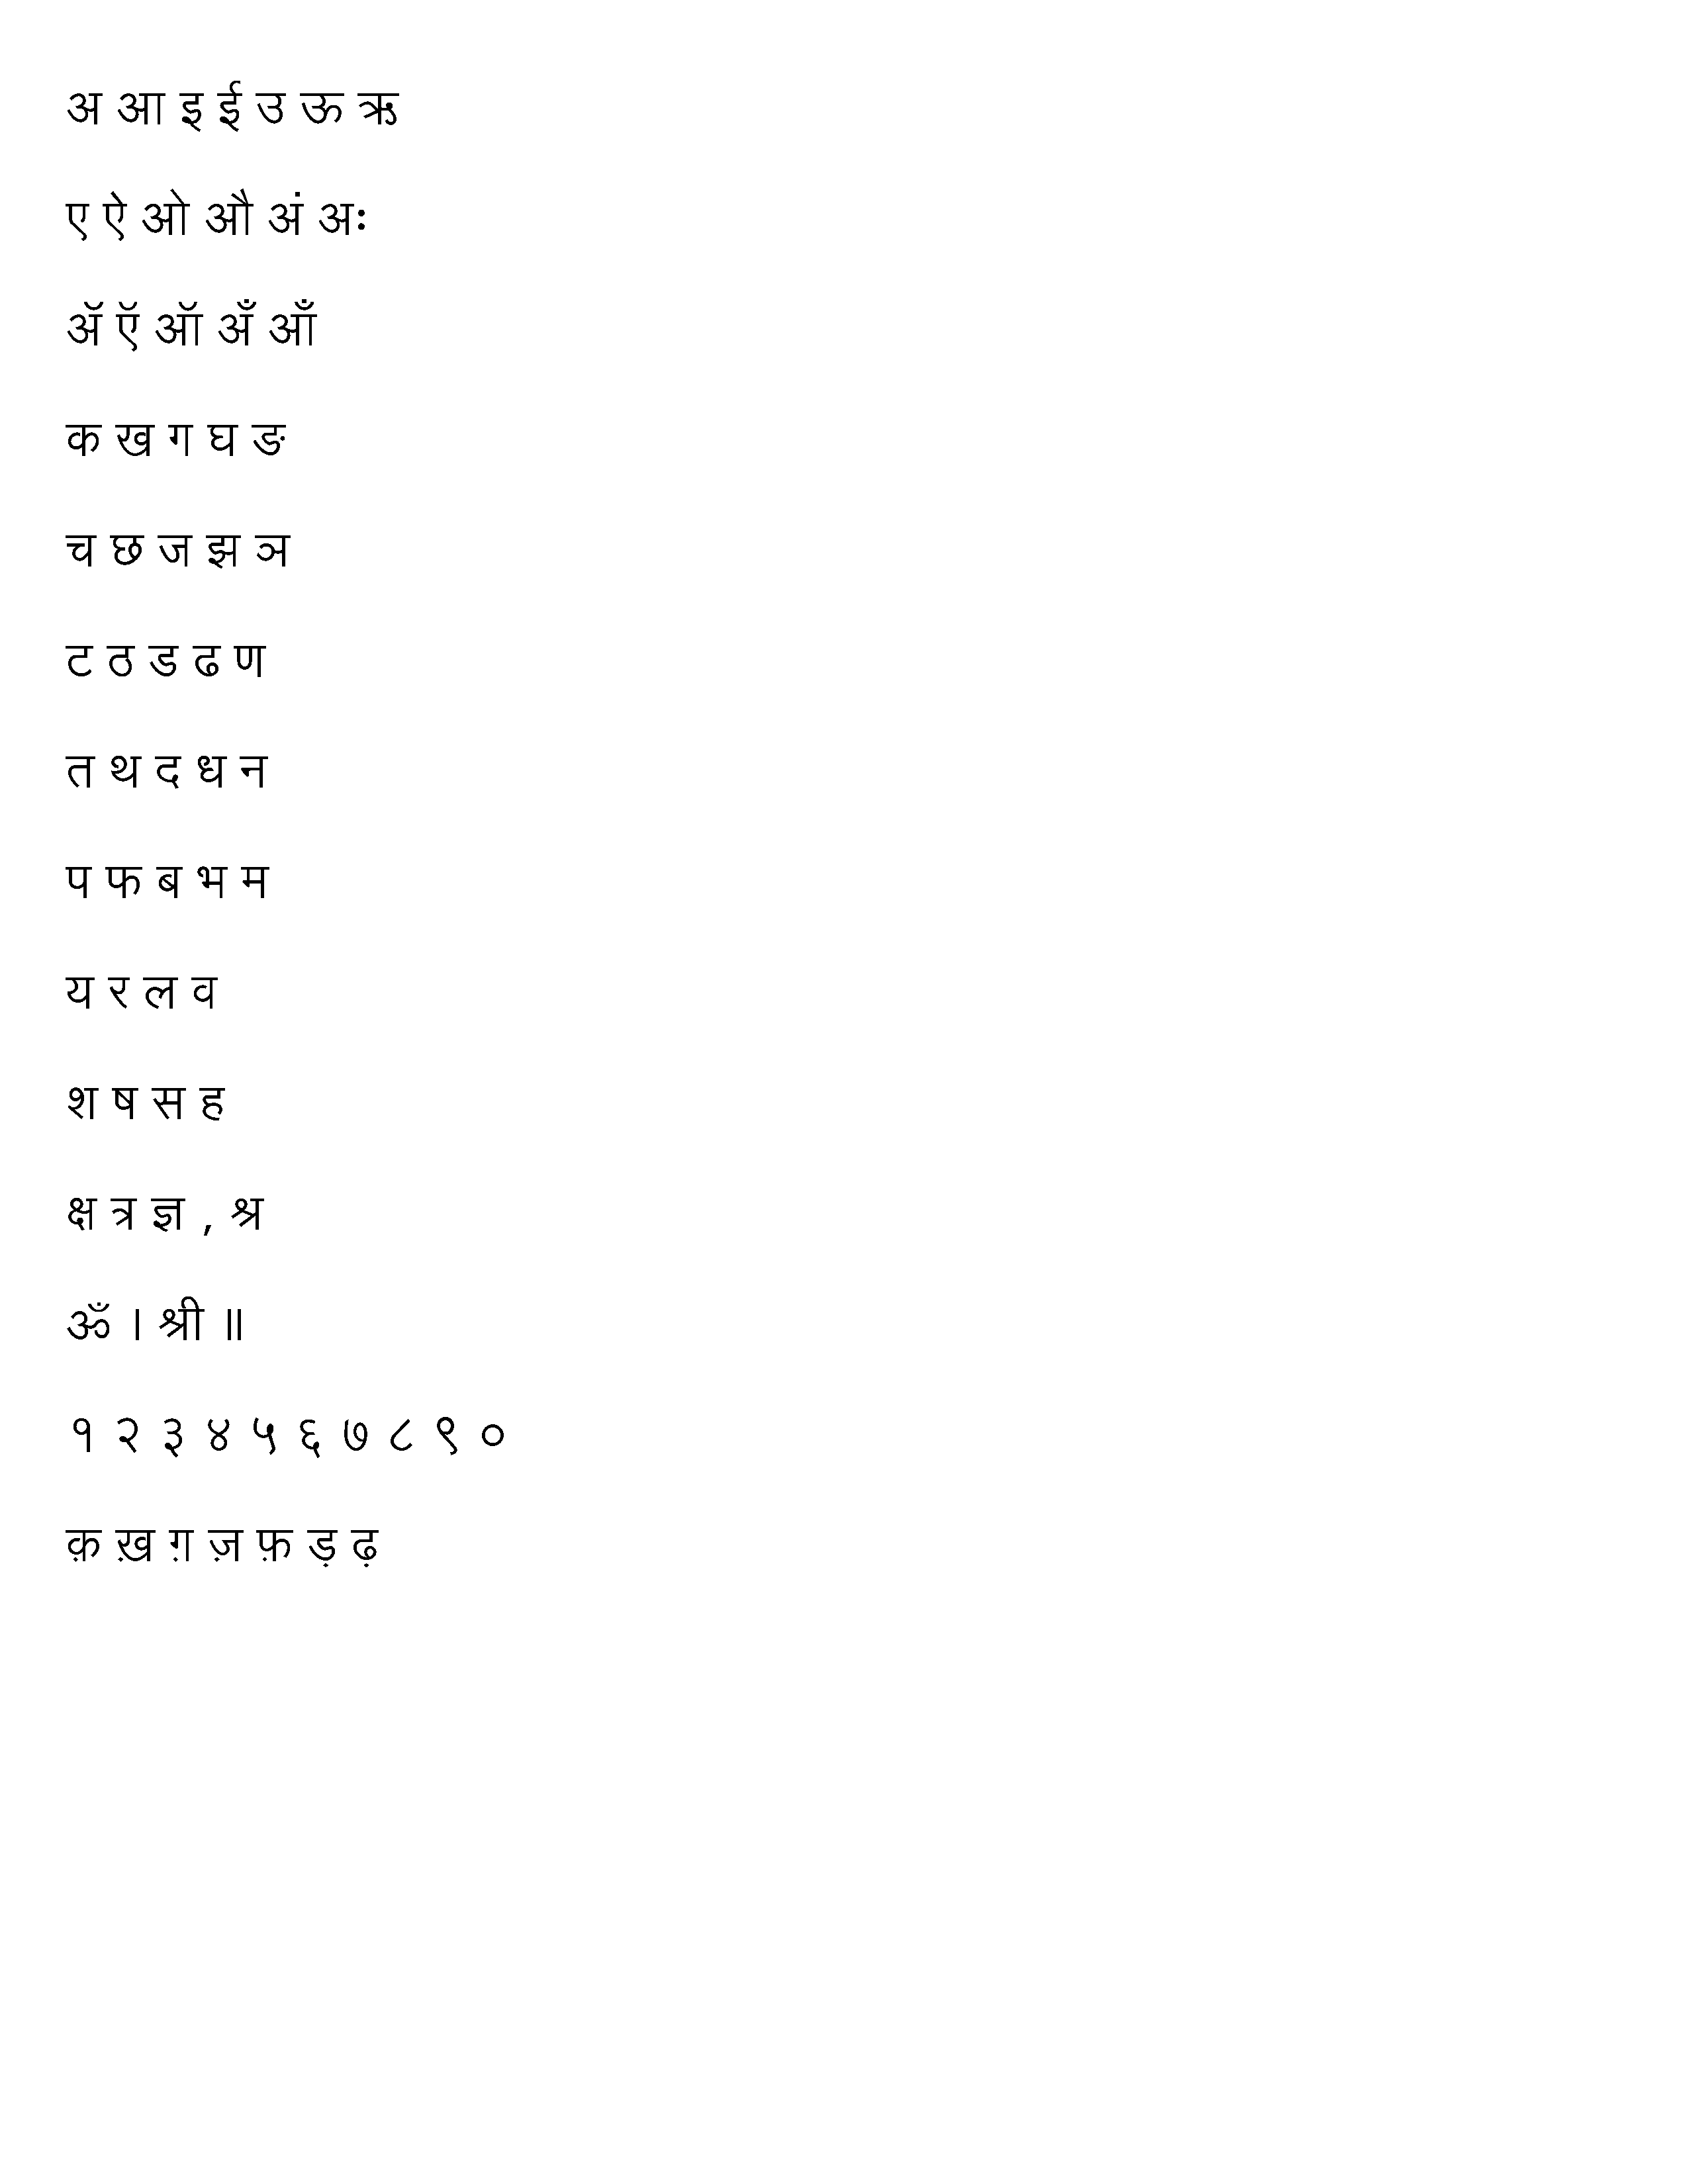 अ आ इ ई उ ऊ ऋ
ए ऐ ओ औ अं अः
ॲ ऍ ऑ अँ आँ
क ख ग घ ङ
च छ ज झ ञ
ट ठ ड ढ ण
त थ द ध न
प फ ब भ म
य र ल व
श ष स ह
क्ष त्र ज्ञ , श्र
ॐ । श्री ॥
१ २ ३ ४ ५ ६ ७ ८ ९ ०
क़ ख़ ग़ ज़ फ़ ड़ ढ़